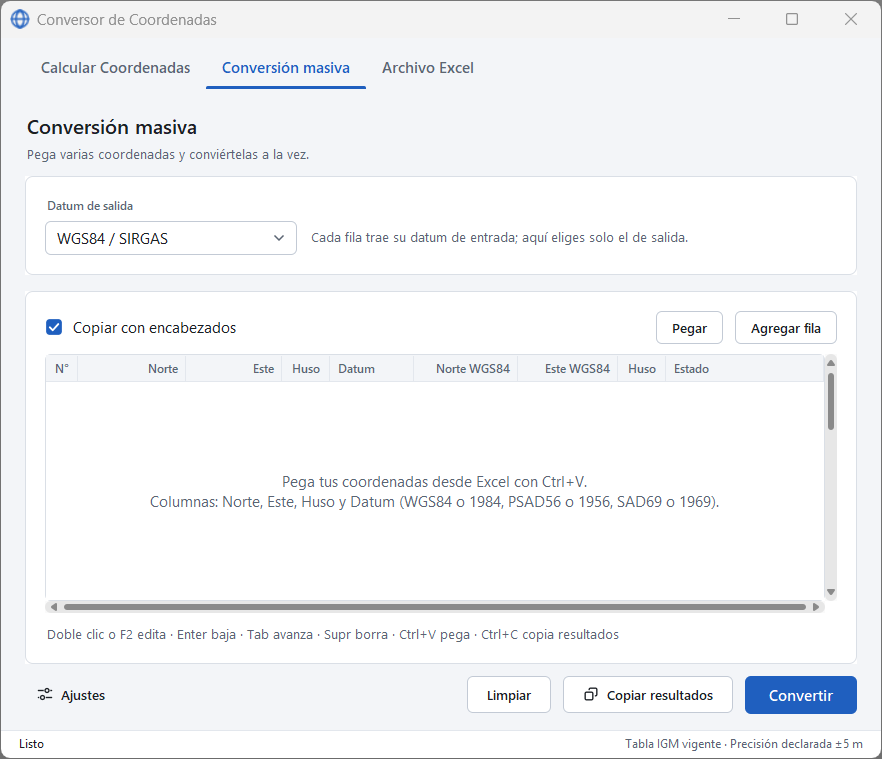 Conversor de Coordenadas
Calcular Coordenadas Conversión masiva Archivo Excel
Conversión masiva
Pega varias coordenadas y conviértelas a la vez.
Datum de salida
WGS84 / SIRGAS Cada fila trae su datum de entrada; aquí eliges solo el de salida.
Copiar con encabezados Pegar Agregar fila
N° Norte Este Huso Datum Norte WGS84 Este WGS84 Huso Estado
Pega tus coordenadas desde Excel con Ctrl+V.
Columnas: Norte, Este, Huso y Datum (WGS84 o 1984, PSAD56 o 1956, SAD69 o 1969).
Doble clic o F2 edita · Enter baja · Tab avanza · Supr borra · Ctrl+V pega · Ctrl+C copia resultados
Ajustes Limpiar Copiar resultados Convertir
Listo Tabla IGM vigente · Precisión declarada ±5 m